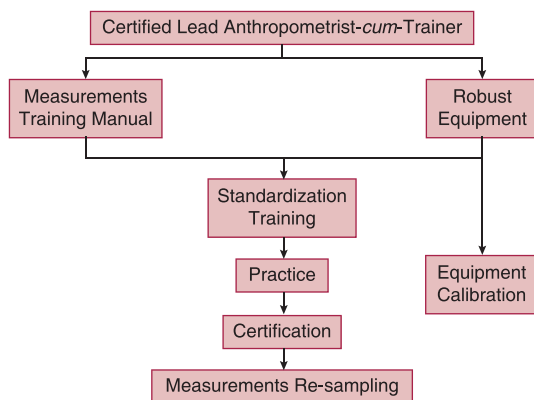 Certified Lead Anthropometrist-cum-Trainer
Measurements
Training Manual
Robust
Equipment
Standardization
Training
Practice
Equipment
Calibration
Certification
Measurements Re-sampling